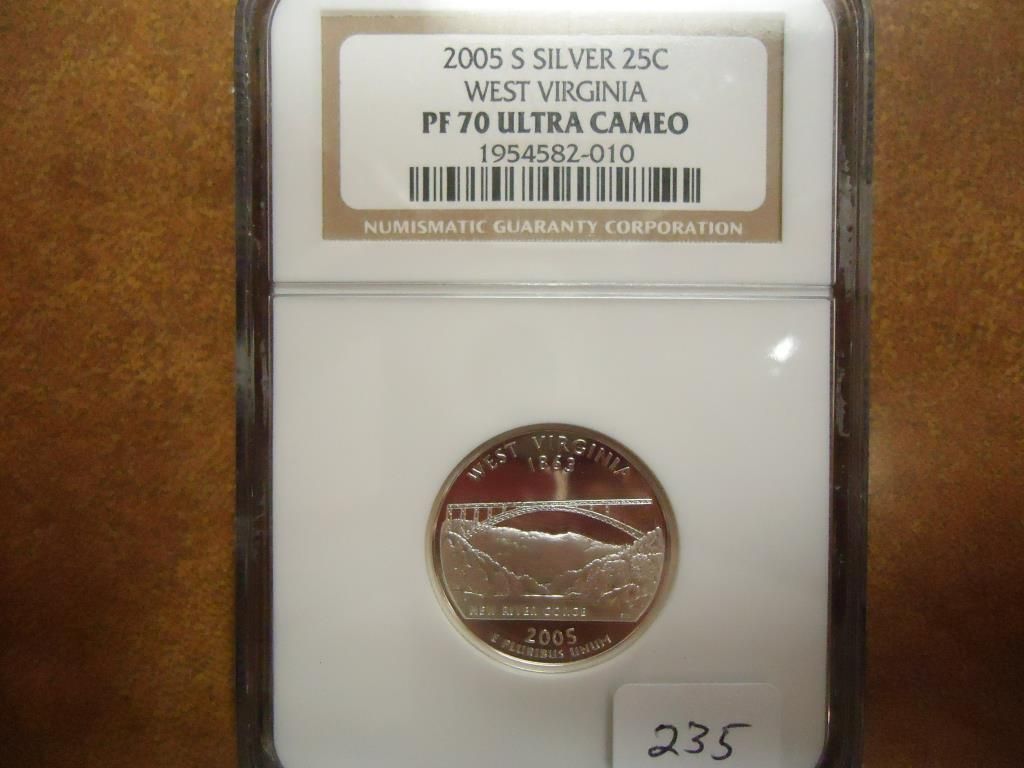 2005 S SILVER 25C
WEST VIRGINIA
PF 70 ULTRA CAMEO
1954582-010
NUMISMATIC GUARANTY CORPORATION
WEST VIRGINIA
1863
NEW RIVER GORGE
2005
E PLURIBUS UNUM
235